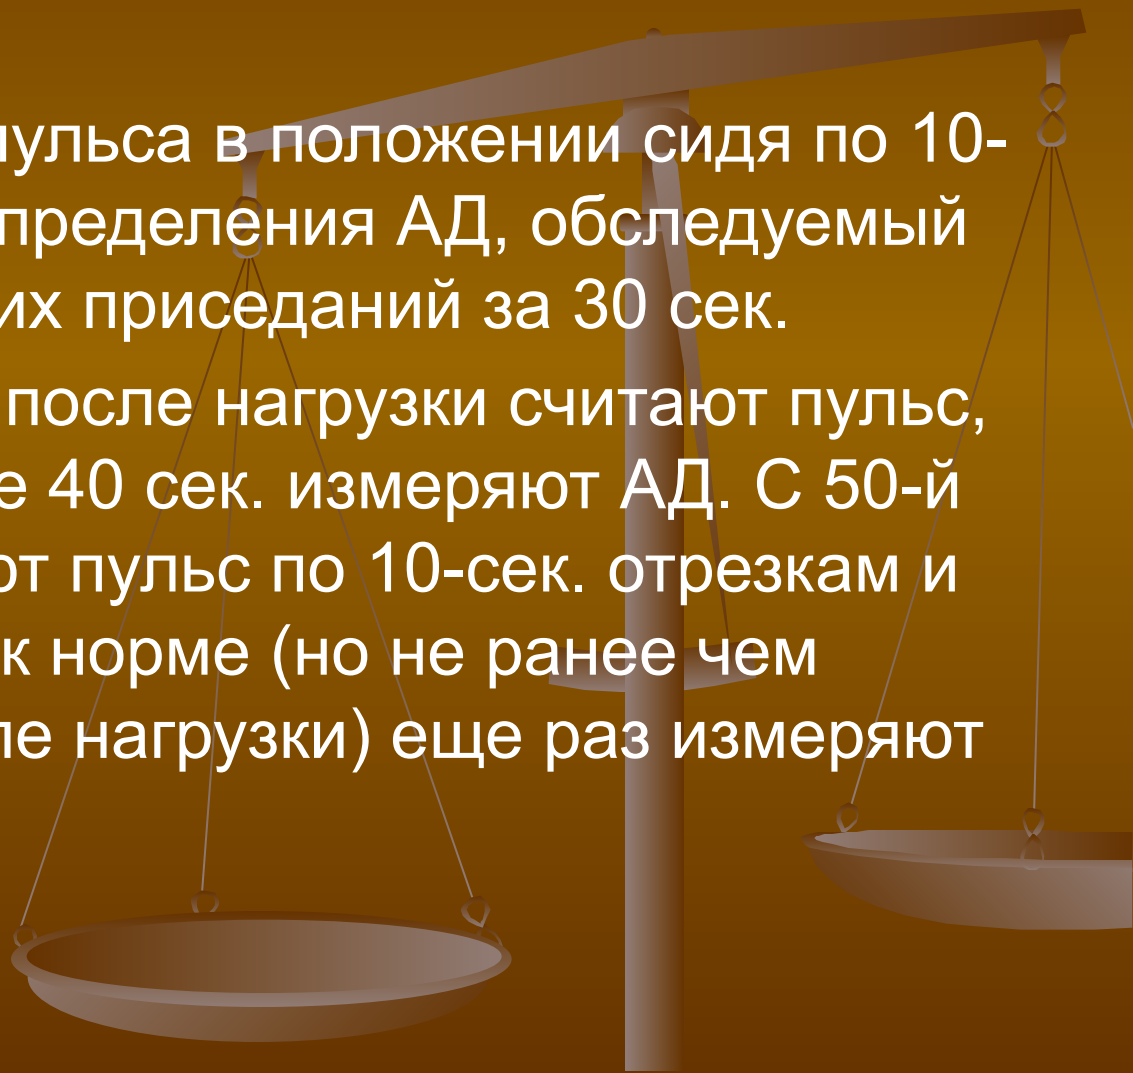 пульса в положении сидя по 10-
пределения АД, обследуемый
их приседаний за 30 сек.
после нагрузки считают пульс,
е 40 сек. измеряют АД. С 50-й
от пульс по 10-сек. отрезкам и
к норме (но не ранее чем
ле нагрузки) еще раз измеряют